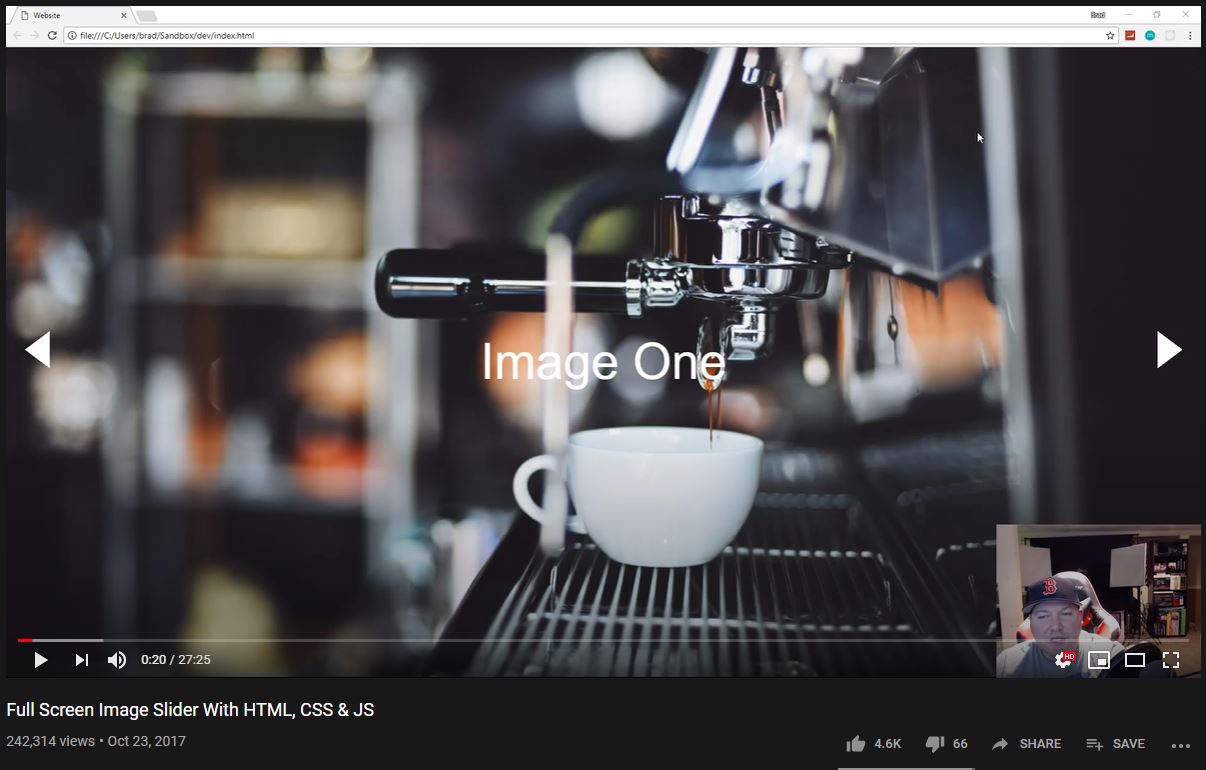 Website
Brad
file:///C:/Users/brad/Sandbox/dev/index.html
m
Image One
B
0:20 / 27:25
HD
Full Screen Image Slider With HTML, CSS & JS
242,314 views • Oct 23, 2017
4.6K
66
SHARE
SAVE